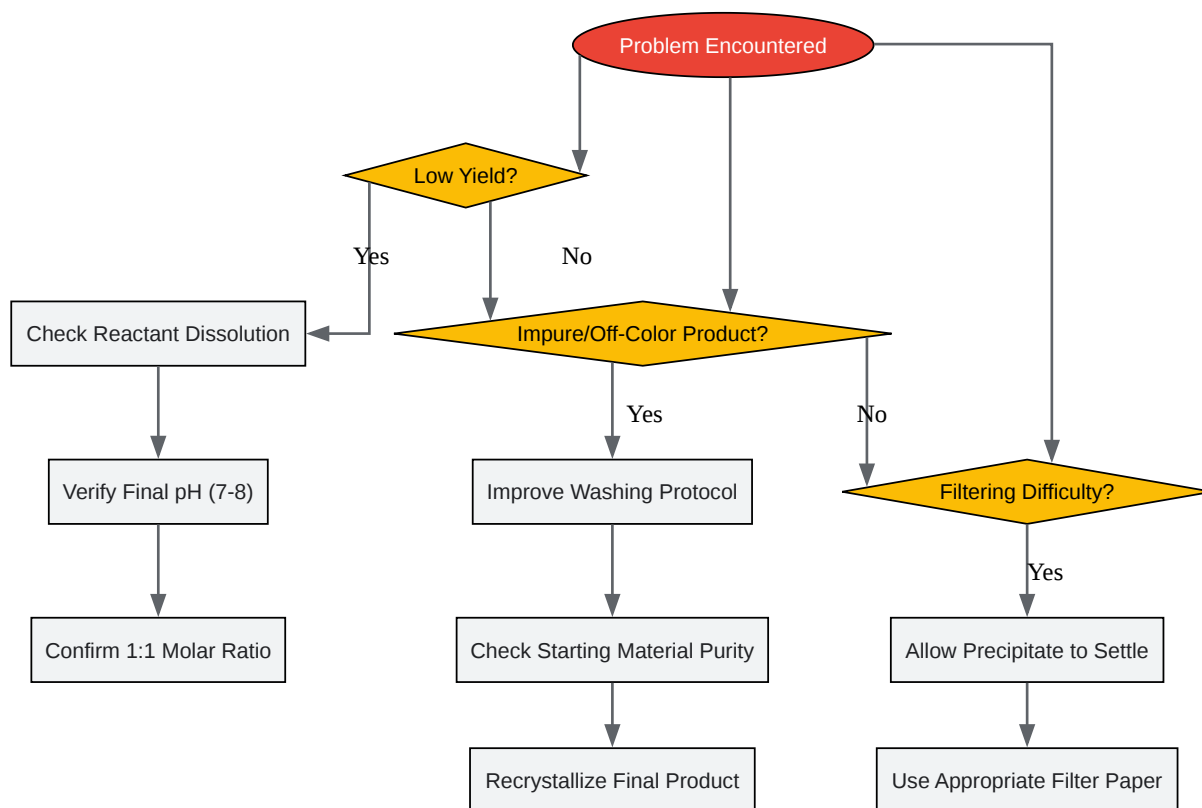 Problem Encountered
Low Yield?
Yes
No
Check Reactant Dissolution
Impure/Off-Color Product?
Yes
No
Verify Final pH (7-8)
Improve Washing Protocol
Filtering Difficulty?
Yes
Confirm 1:1 Molar Ratio
Check Starting Material Purity
Allow Precipitate to Settle
Recrystallize Final Product
Use Appropriate Filter Paper